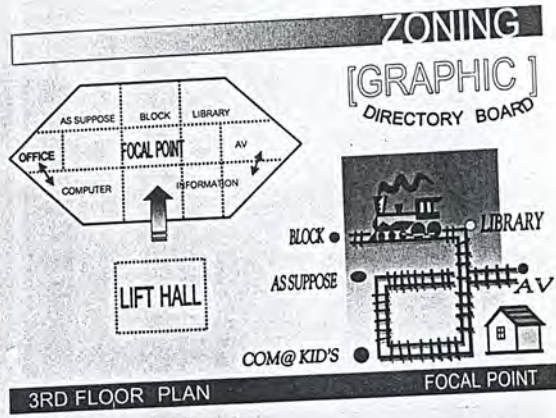 ZONING
[GRAPHIC]
DIRECTORY BOARD
AS SUPPOSE
BLOCK
LIBRARY
OFFICE
FOCAL POINT
AV
COMPUTER
INFORMATION
LIFT HALL
BLOCK
LIBRARY
AS SUPPOSE
AV
COM@ KID'S
3RD FLOOR PLAN
FOCAL POINT